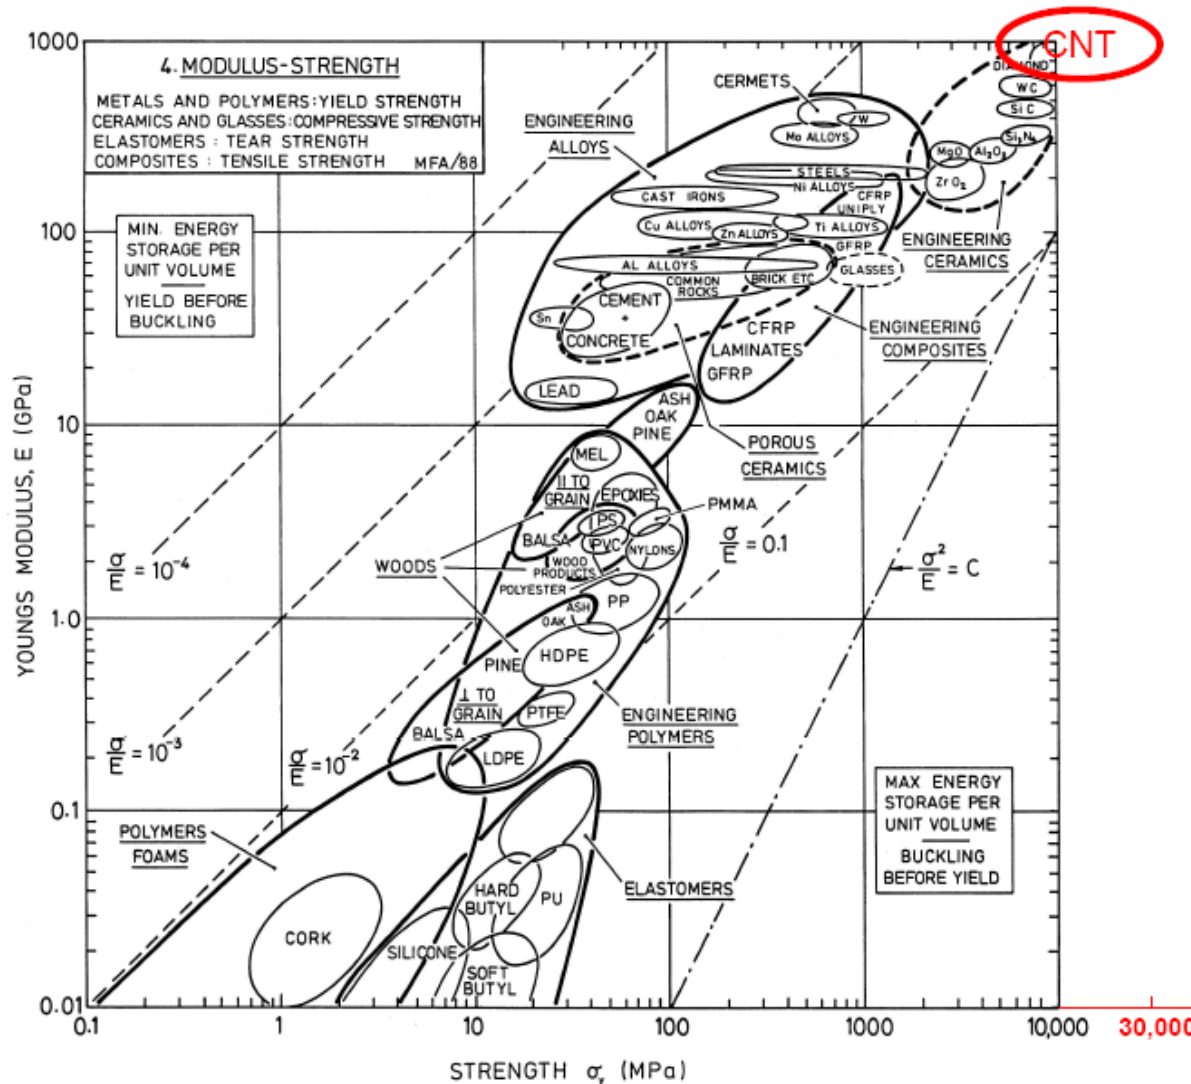 CNT
1000
4. MODULUS-STRENGTH
METALS AND POLYMERS: YIELD STRENGTH
CERAMICS AND GLASSES: COMPRESSIVE STRENGTH
ELASTOMERS : TEAR STRENGTH
COMPOSITES : TENSILE STRENGTH MFA/88
ENGINEERING
ALLOYS
CERMETS
W
Mo ALLOYS
DIAMOND
WC
SiC
Si₃N₄
MgO
Al₂O₃
ZrO₂
STEELS
Ni ALLOYS
CAST IRONS
CFRP
UNIPLY
Cu ALLOYS
Zn ALLOYS
Ti ALLOYS
GFRP
AL ALLOYS
COMMON
ROCKS
BRICK ETC
GLASSES
ENGINEERING
CERAMICS
100
MIN. ENERGY
STORAGE PER
UNIT VOLUME
YIELD BEFORE
BUCKLING
Sn
CEMENT
+
CONCRETE
CFRP
LAMINATES
GFRP
ENGINEERING
COMPOSITES
LEAD
ASH
OAK
PINE
POROUS
CERAMICS
10
YOUNGS MODULUS, E (GPa)
MEL
|| TO
GRAIN
EPOXIES
PMMA
PS
BALSA
PVC
NYLONS
WOOD
PRODUCTS
POLYESTER
WOODS
σ/E = 10⁻⁴
σ/E = 0.1
σ²/E = C
PP
ASH
OAK
1.0
PINE
HDPE
⊥ TO
GRAIN
PTFE
ENGINEERING
POLYMERS
BALSA
LDPE
σ/E = 10⁻³
σ/E = 10⁻²
MAX ENERGY
STORAGE PER
UNIT VOLUME
BUCKLING
BEFORE YIELD
0.1
POLYMERS
FOAMS
ELASTOMERS
HARD
BUTYL
PU
CORK
SILICONE
SOFT
BUTYL
0.01
0.1 1 10 100 1000 10,000 30,000
STRENGTH σy (MPa)